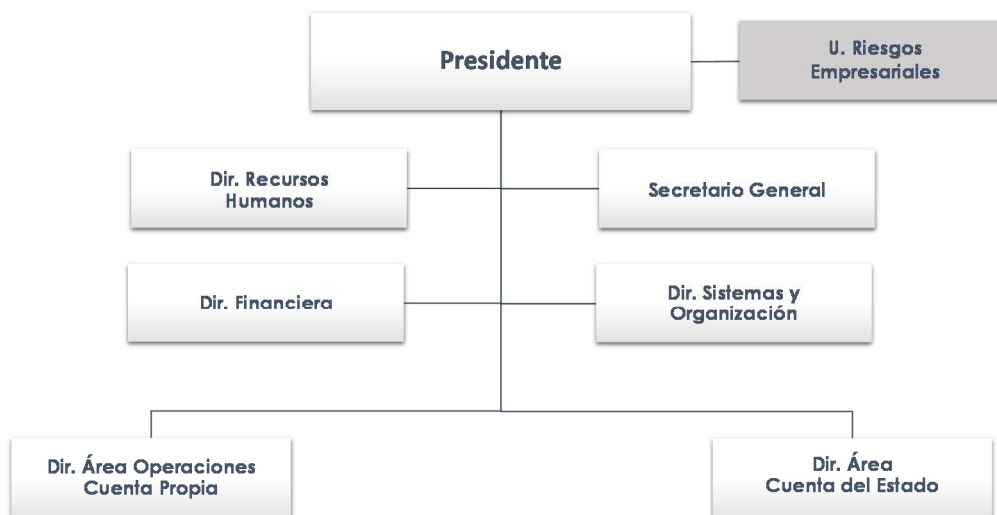 Presidente
U. Riesgos
Empresariales
Dir. Recursos
Humanos
Secretario General
Dir. Financiera
Dir. Sistemas y
Organización
Dir. Área Operaciones
Cuenta Propia
Dir. Área
Cuenta del Estado